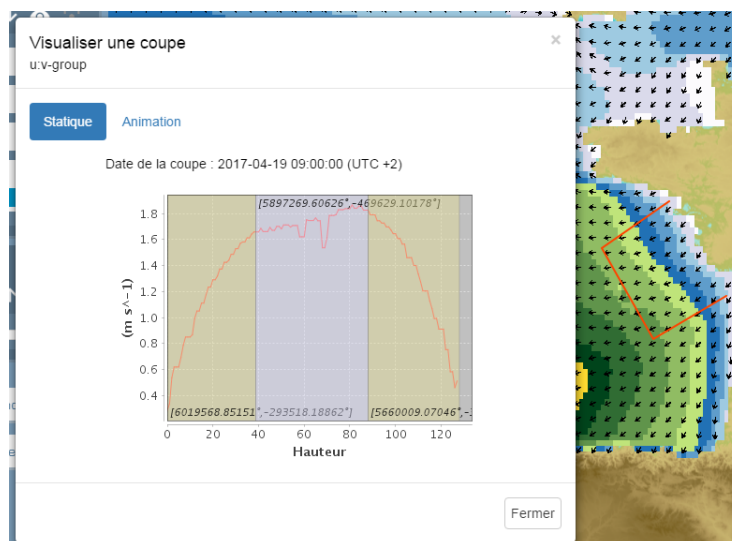 Visualiser une coupe
×
u:v-group
Statique
Animation
Date de la coupe : 2017-04-19 09:00:00 (UTC +2)
[5897269.60626°,-469629.10178°]
1.8
1.6
1.4
1.2
1.0
0.8
0.6
0.4
(m s^-1)
[6019568.85151°,-293518.18862°]
[5660009.07046°,-
0 20 40 60 80 100 120
Hauteur
Fermer